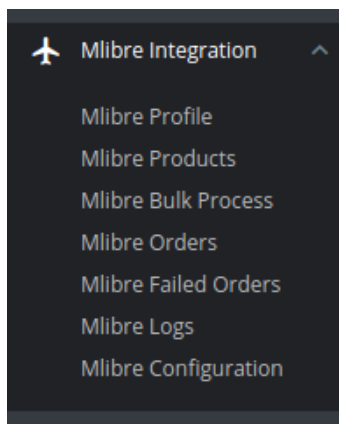 Mlibre Integration
Mlibre Profile
Mlibre Products
Mlibre Bulk Process
Mlibre Orders
Mlibre Failed Orders
Mlibre Logs
Mlibre Configuration